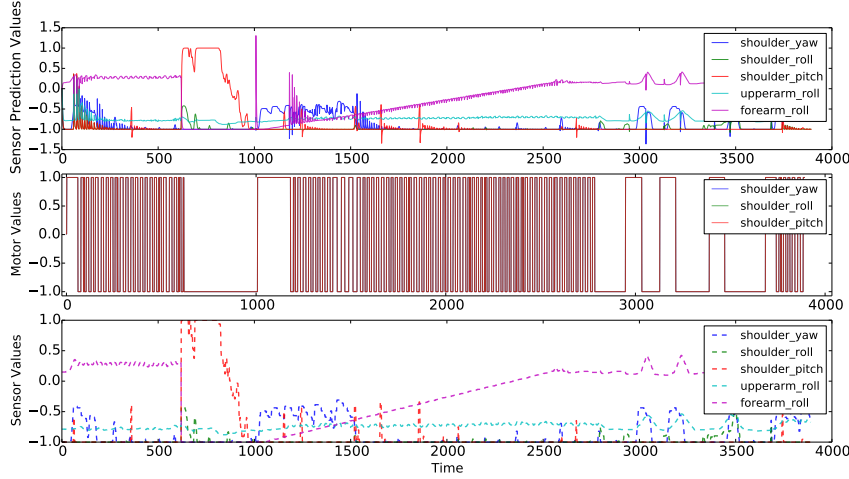 Sensor Prediction Values
1.5
1.0
0.5
0.0
−0.5
−1.0
−1.5
shoulder_yaw
shoulder_roll
shoulder_pitch
upperarm_roll
forearm_roll
0 500 1000 1500 2000 2500 3000 3500 4000
Motor Values
1.0
0.5
0.0
−0.5
−1.0
shoulder_yaw
shoulder_roll
shoulder_pitch
0 1000 2000 3000 4000
Sensor Values
1.0
0.5
0.0
−0.5
−1.0
shoulder_yaw
shoulder_roll
shoulder_pitch
upperarm_roll
forearm_roll
0 500 1000 1500 2000 2500 3000 3500 4000
Time